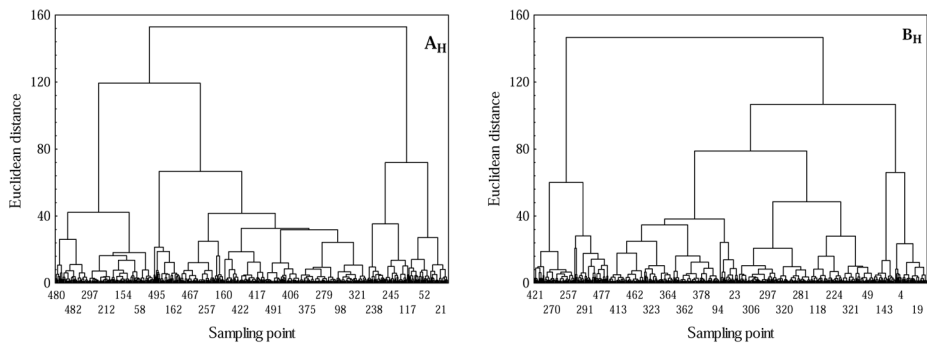 160
120
80
40
0
Euclidean distance
A_H
480 297 154 495 467 160 417 406 279 321 245 52
482 212 58 162 257 422 491 375 98 238 117 21
Sampling point
160
120
80
40
0
Euclidean distance
B_H
421 257 477 462 364 378 23 297 281 224 49 4
270 291 413 323 362 94 306 320 118 321 143 19
Sampling point